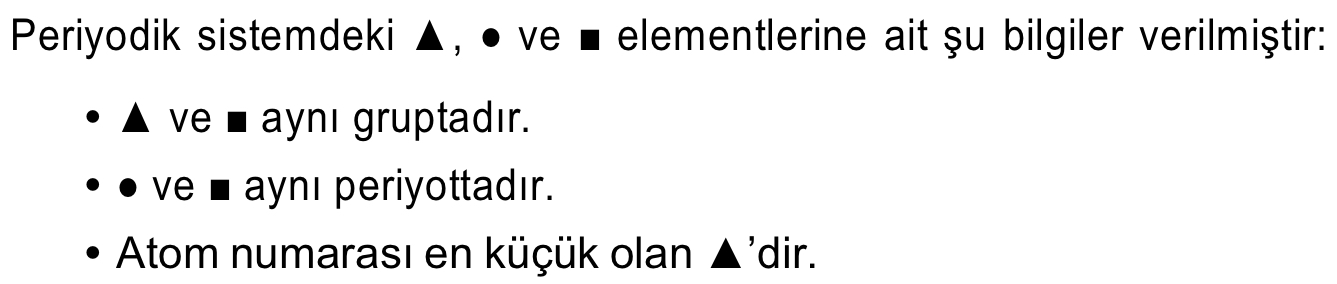 Periyodik sistemdeki ▲, ● ve ■ elementlerine ait şu bilgiler verilmiştir:
• ▲ ve ■ aynı gruptadır.
• ● ve ■ aynı periyottadır.
• Atom numarası en küçük olan ▲’dir.